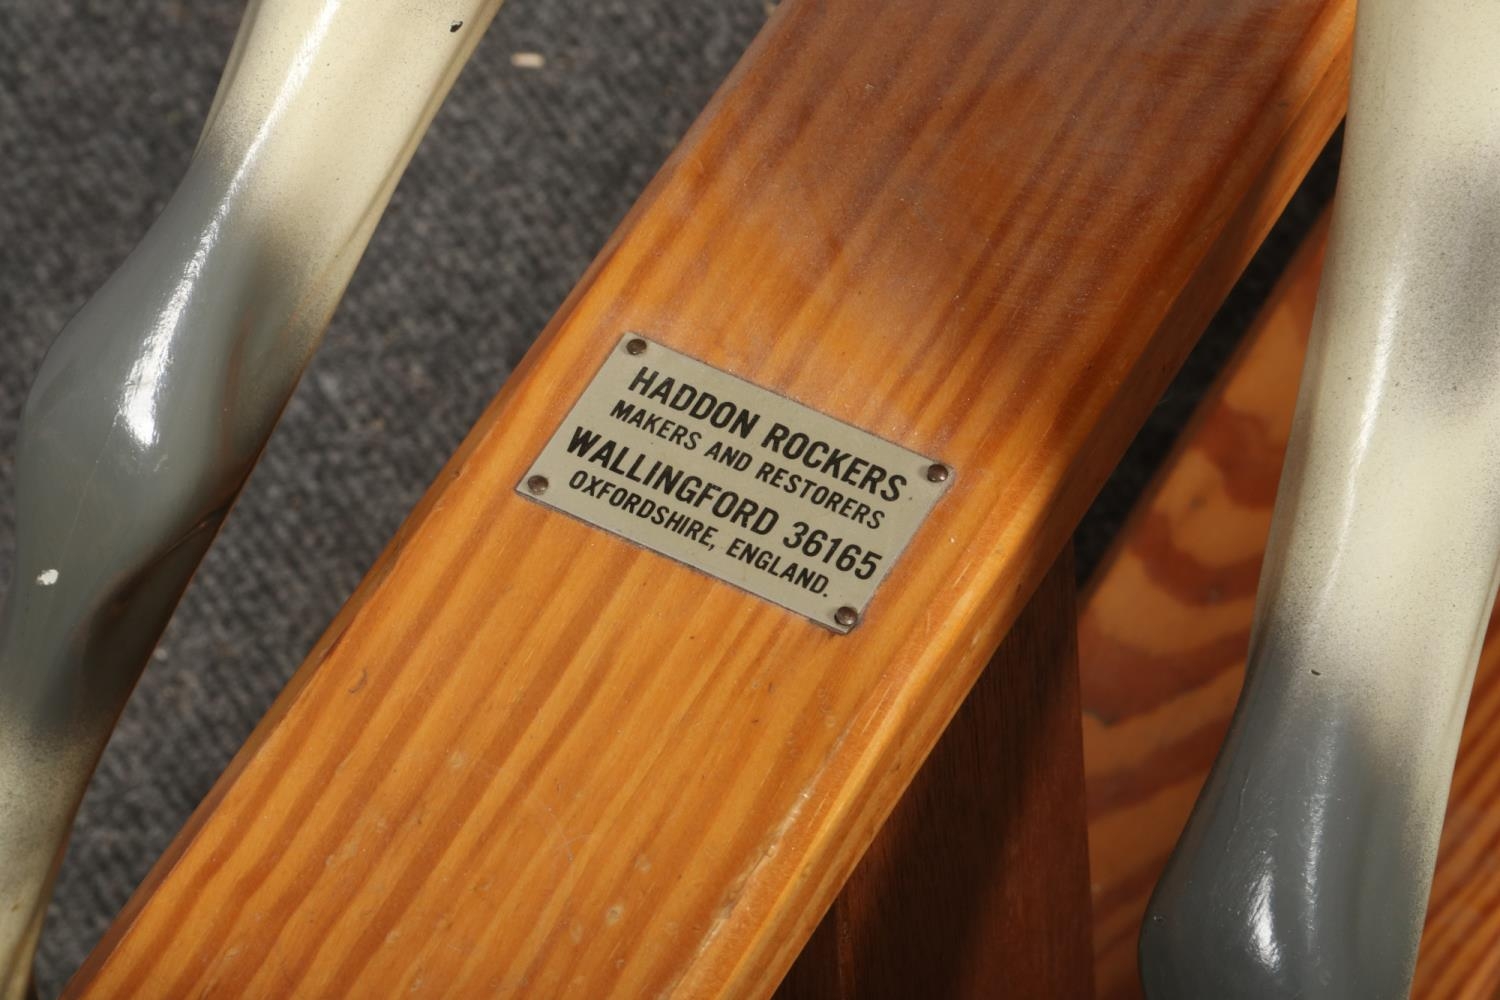 HADDON ROCKERS
MAKERS AND RESTORERS
WALLINGFORD 36165
OXFORDSHIRE, ENGLAND.